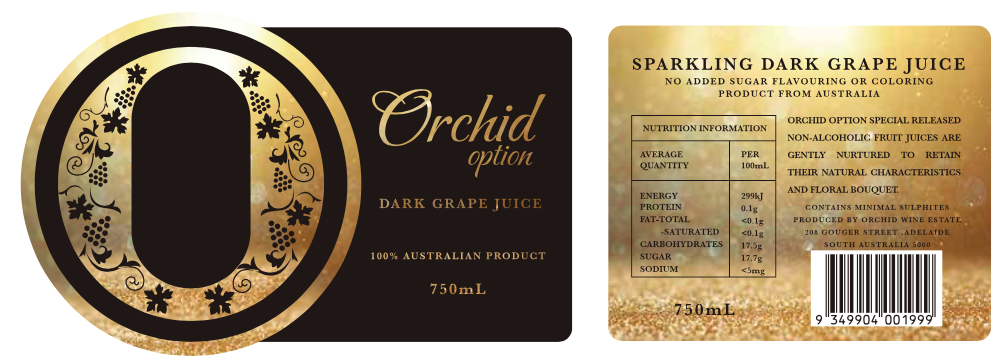 Orchid
option
DARK GRAPE JUICE
100% AUSTRALIAN PRODUCT
750mL
SPARKLING DARK GRAPE JUICE
NO ADDED SUGAR FLAVOURING OR COLORING
PRODUCT FROM AUSTRALIA
NUTRITION INFORMATION
AVERAGE QUANTITY PER 100mL
ENERGY 299kJ
PROTEIN 0.1g
FAT-TOTAL <0.1g
-SATURATED <0.1g
CARBOHYDRATES 17.5g
SUGAR 17.7g
SODIUM <5mg
750mL
ORCHID OPTION SPECIAL RELEASED
NON-ALCOHOLIC FRUIT JUICES ARE
GENTLY NURTURED TO RETAIN
THEIR NATURAL CHARACTERISTICS
AND FLORAL BOUQUET.
CONTAINS MINIMAL SULPHITES
PRODUCED BY ORCHID WINE ESTATE
208 GOUGER STREET ,ADELAIDE
SOUTH AUSTRALIA 5000
9 349904 001999